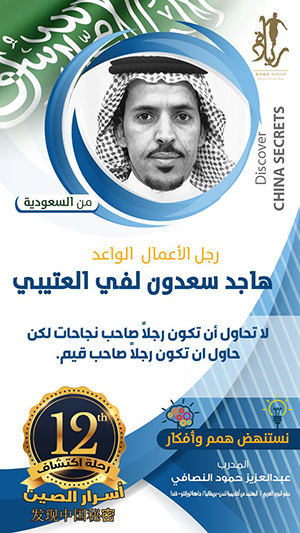 ريادة
Discover
CHINA SECRETS
من السعودية
رجل الأعمال الواعد
هاجد سعدون لفي العتيبي
لا تحاول أن تكون رجلاً صاحب نجاحات لكن
حاول ان تكون رجلاً صاحب قيم.
12th
رحلة اكتشاف
أسرار الصين
发现中国秘密
نستنهض همم وأفكار
المدرب
عبدالعزيز حمود النصافي